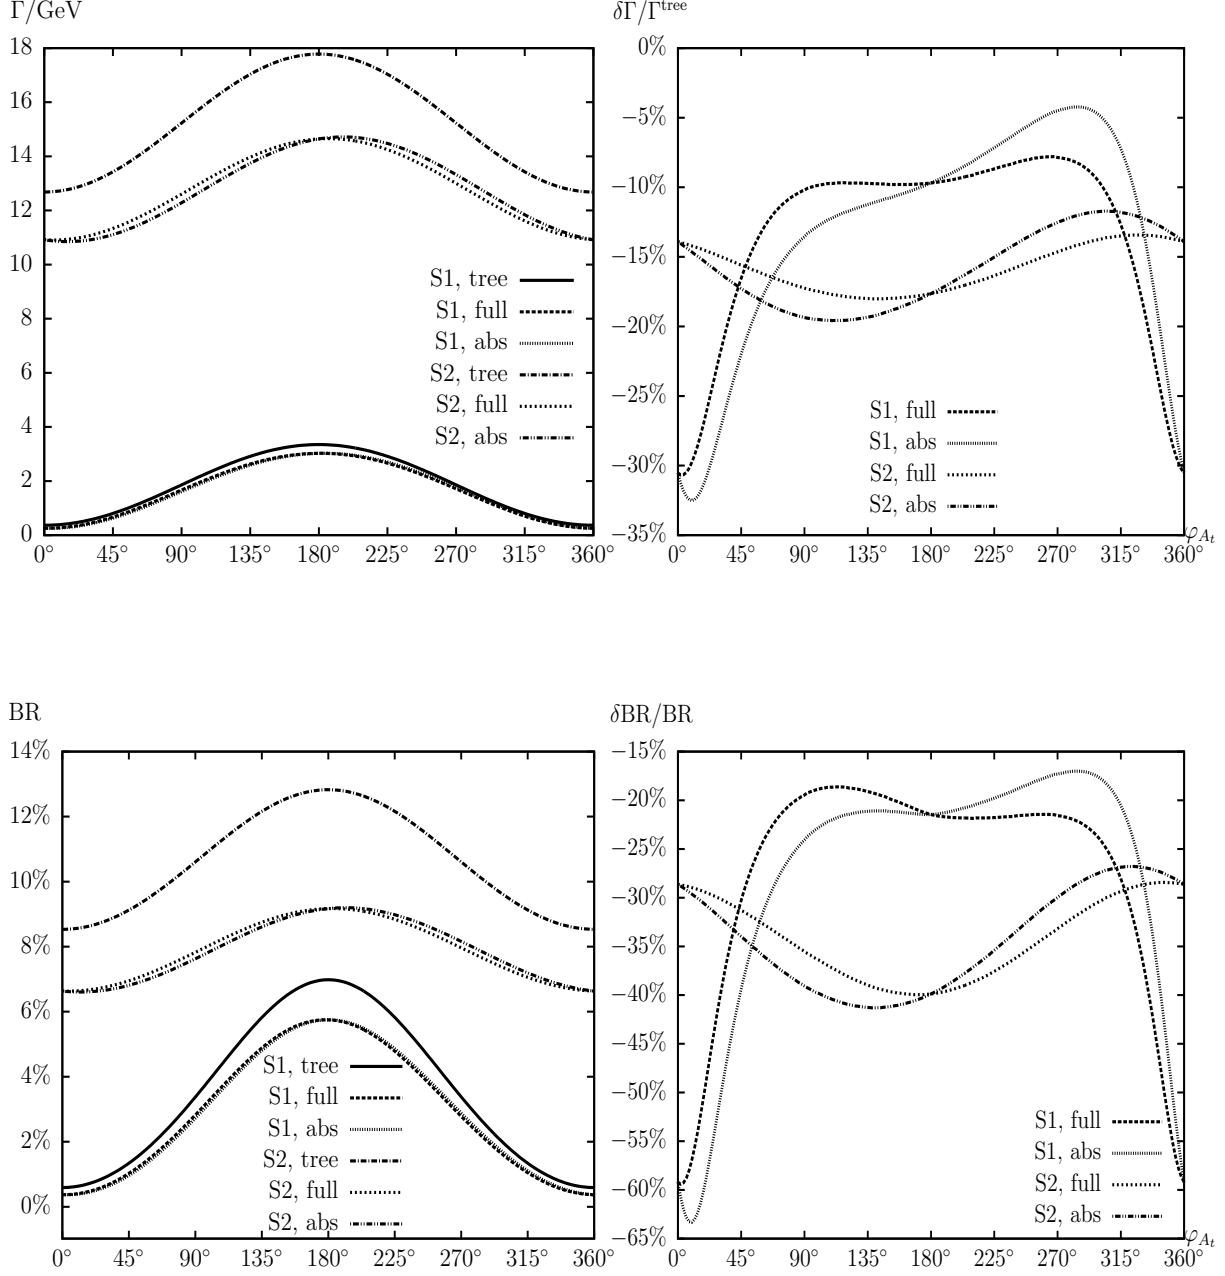 Γ/GeV
18
16
14
12
10
8
6
4
2
0
S1, tree
S1, full
S1, abs
S2, tree
S2, full
S2, abs
0° 45° 90° 135° 180° 225° 270° 315° 360°
δΓ/Γ^tree
0%
−5%
−10%
−15%
−20%
−25%
−30%
−35%
S1, full
S1, abs
S2, full
S2, abs
φ_{A_t}
0° 45° 90° 135° 180° 225° 270° 315° 360°
BR
14%
12%
10%
8%
6%
4%
2%
0%
S1, tree
S1, full
S1, abs
S2, tree
S2, full
S2, abs
0° 45° 90° 135° 180° 225° 270° 315° 360°
δBR/BR
−15%
−20%
−25%
−30%
−35%
−40%
−45%
−50%
−55%
−60%
−65%
S1, full
S1, abs
S2, full
S2, abs
φ_{A_t}
0° 45° 90° 135° 180° 225° 270° 315° 360°